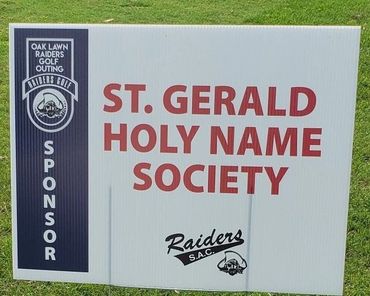 OAK LAWN
RAIDERS
GOLF
OUTING
RAIDERS GOLF
SPONSOR
ST. GERALD
HOLY NAME
SOCIETY
Raiders
S.A.C.